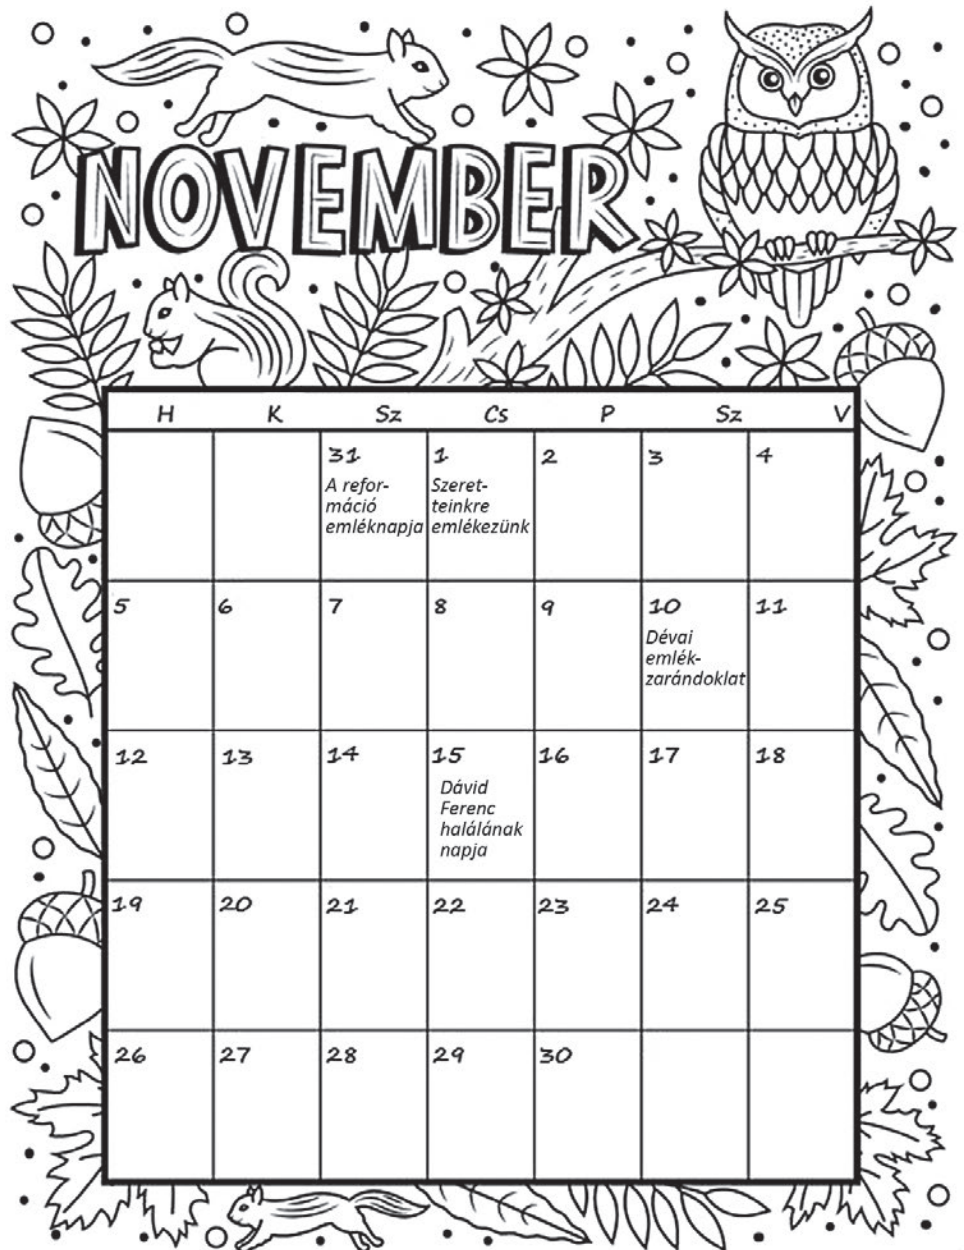 NOVEMBER
H K Sz Cs P Sz V
31 1 2 3 4
A refor-
máció
emléknapja
Szeret-
teinkre
emlékezünk
5 6 7 8 9 10 11
Dévai
emlék-
zarándoklat
12 13 14 15 16 17 18
Dávid
Ferenc
halálának
napja
19 20 21 22 23 24 25
26 27 28 29 30